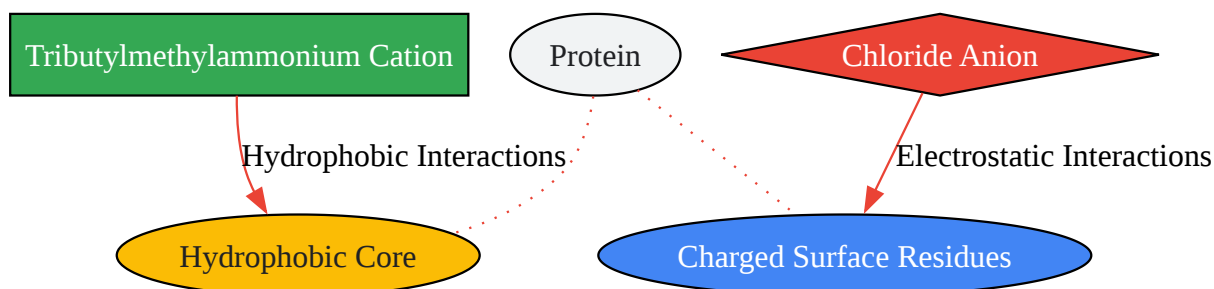 Tributylmethylammonium Cation
Protein
Chloride Anion
Hydrophobic Interactions
Electrostatic Interactions
Hydrophobic Core
Charged Surface Residues